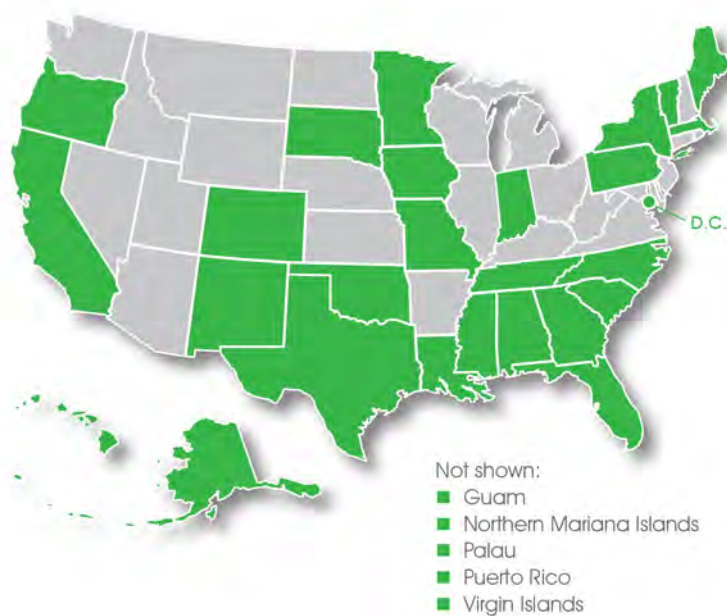 D.C.
Not shown:
Guam
Northern Mariana Islands
Palau
Puerto Rico
Virgin Islands